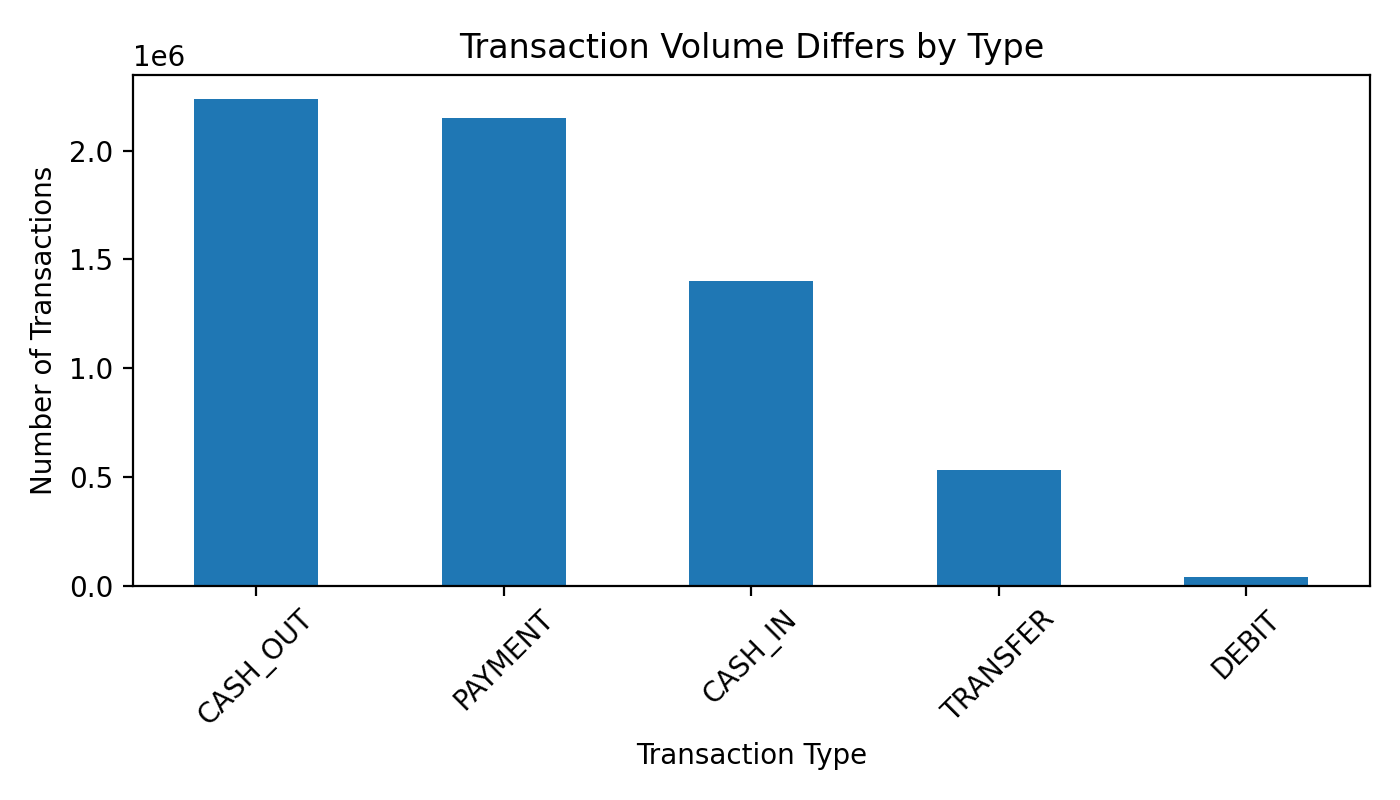 Transaction Volume Differs by Type
1e6
2.0
1.5
1.0
0.5
0.0
Number of Transactions
CASH_OUT
PAYMENT
CASH_IN
TRANSFER
DEBIT
Transaction Type